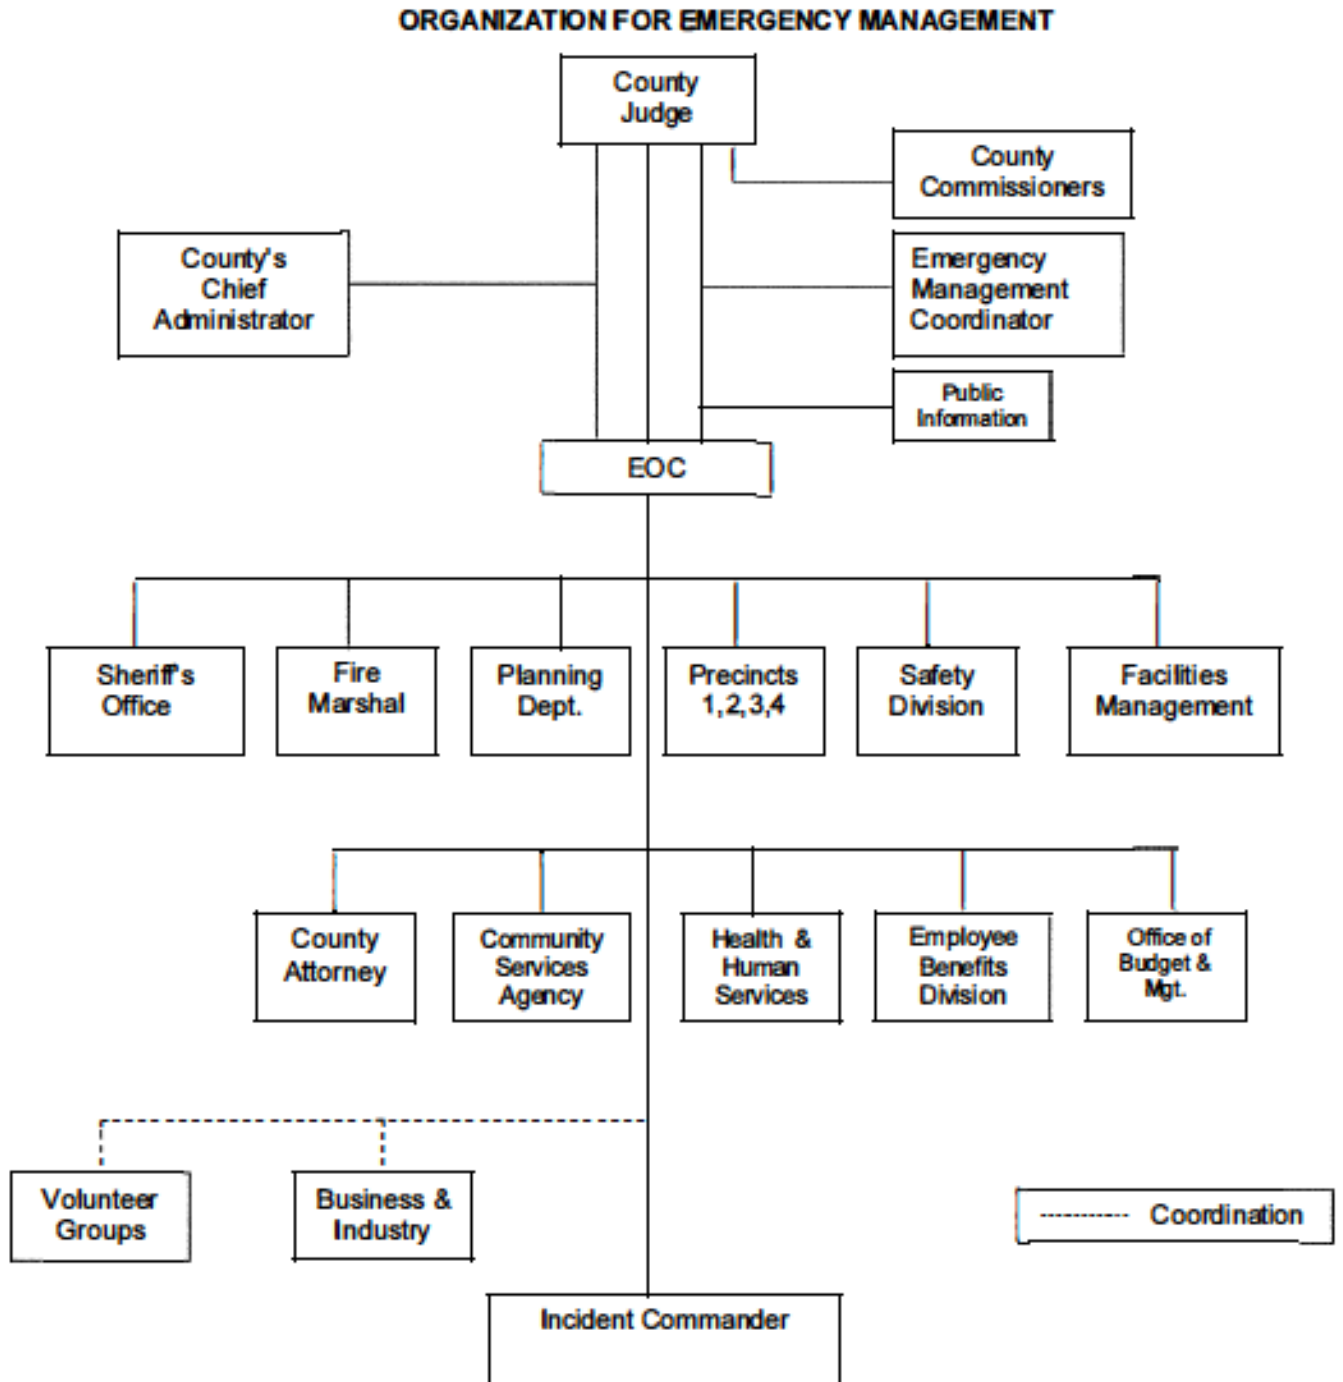 ORGANIZATION FOR EMERGENCY MANAGEMENT
County
Judge
County
Commissioners
County's
Chief
Administrator
Emergency
Management
Coordinator
Public
Information
EOC
Sheriff's
Office
Fire
Marshal
Planning
Dept.
Precincts
1,2,3,4
Safety
Division
Facilities
Management
County
Attorney
Community
Services
Agency
Health &
Human
Services
Employee
Benefits
Division
Office of
Budget &
Mgt.
Volunteer
Groups
Business &
Industry
Coordination
Incident Commander